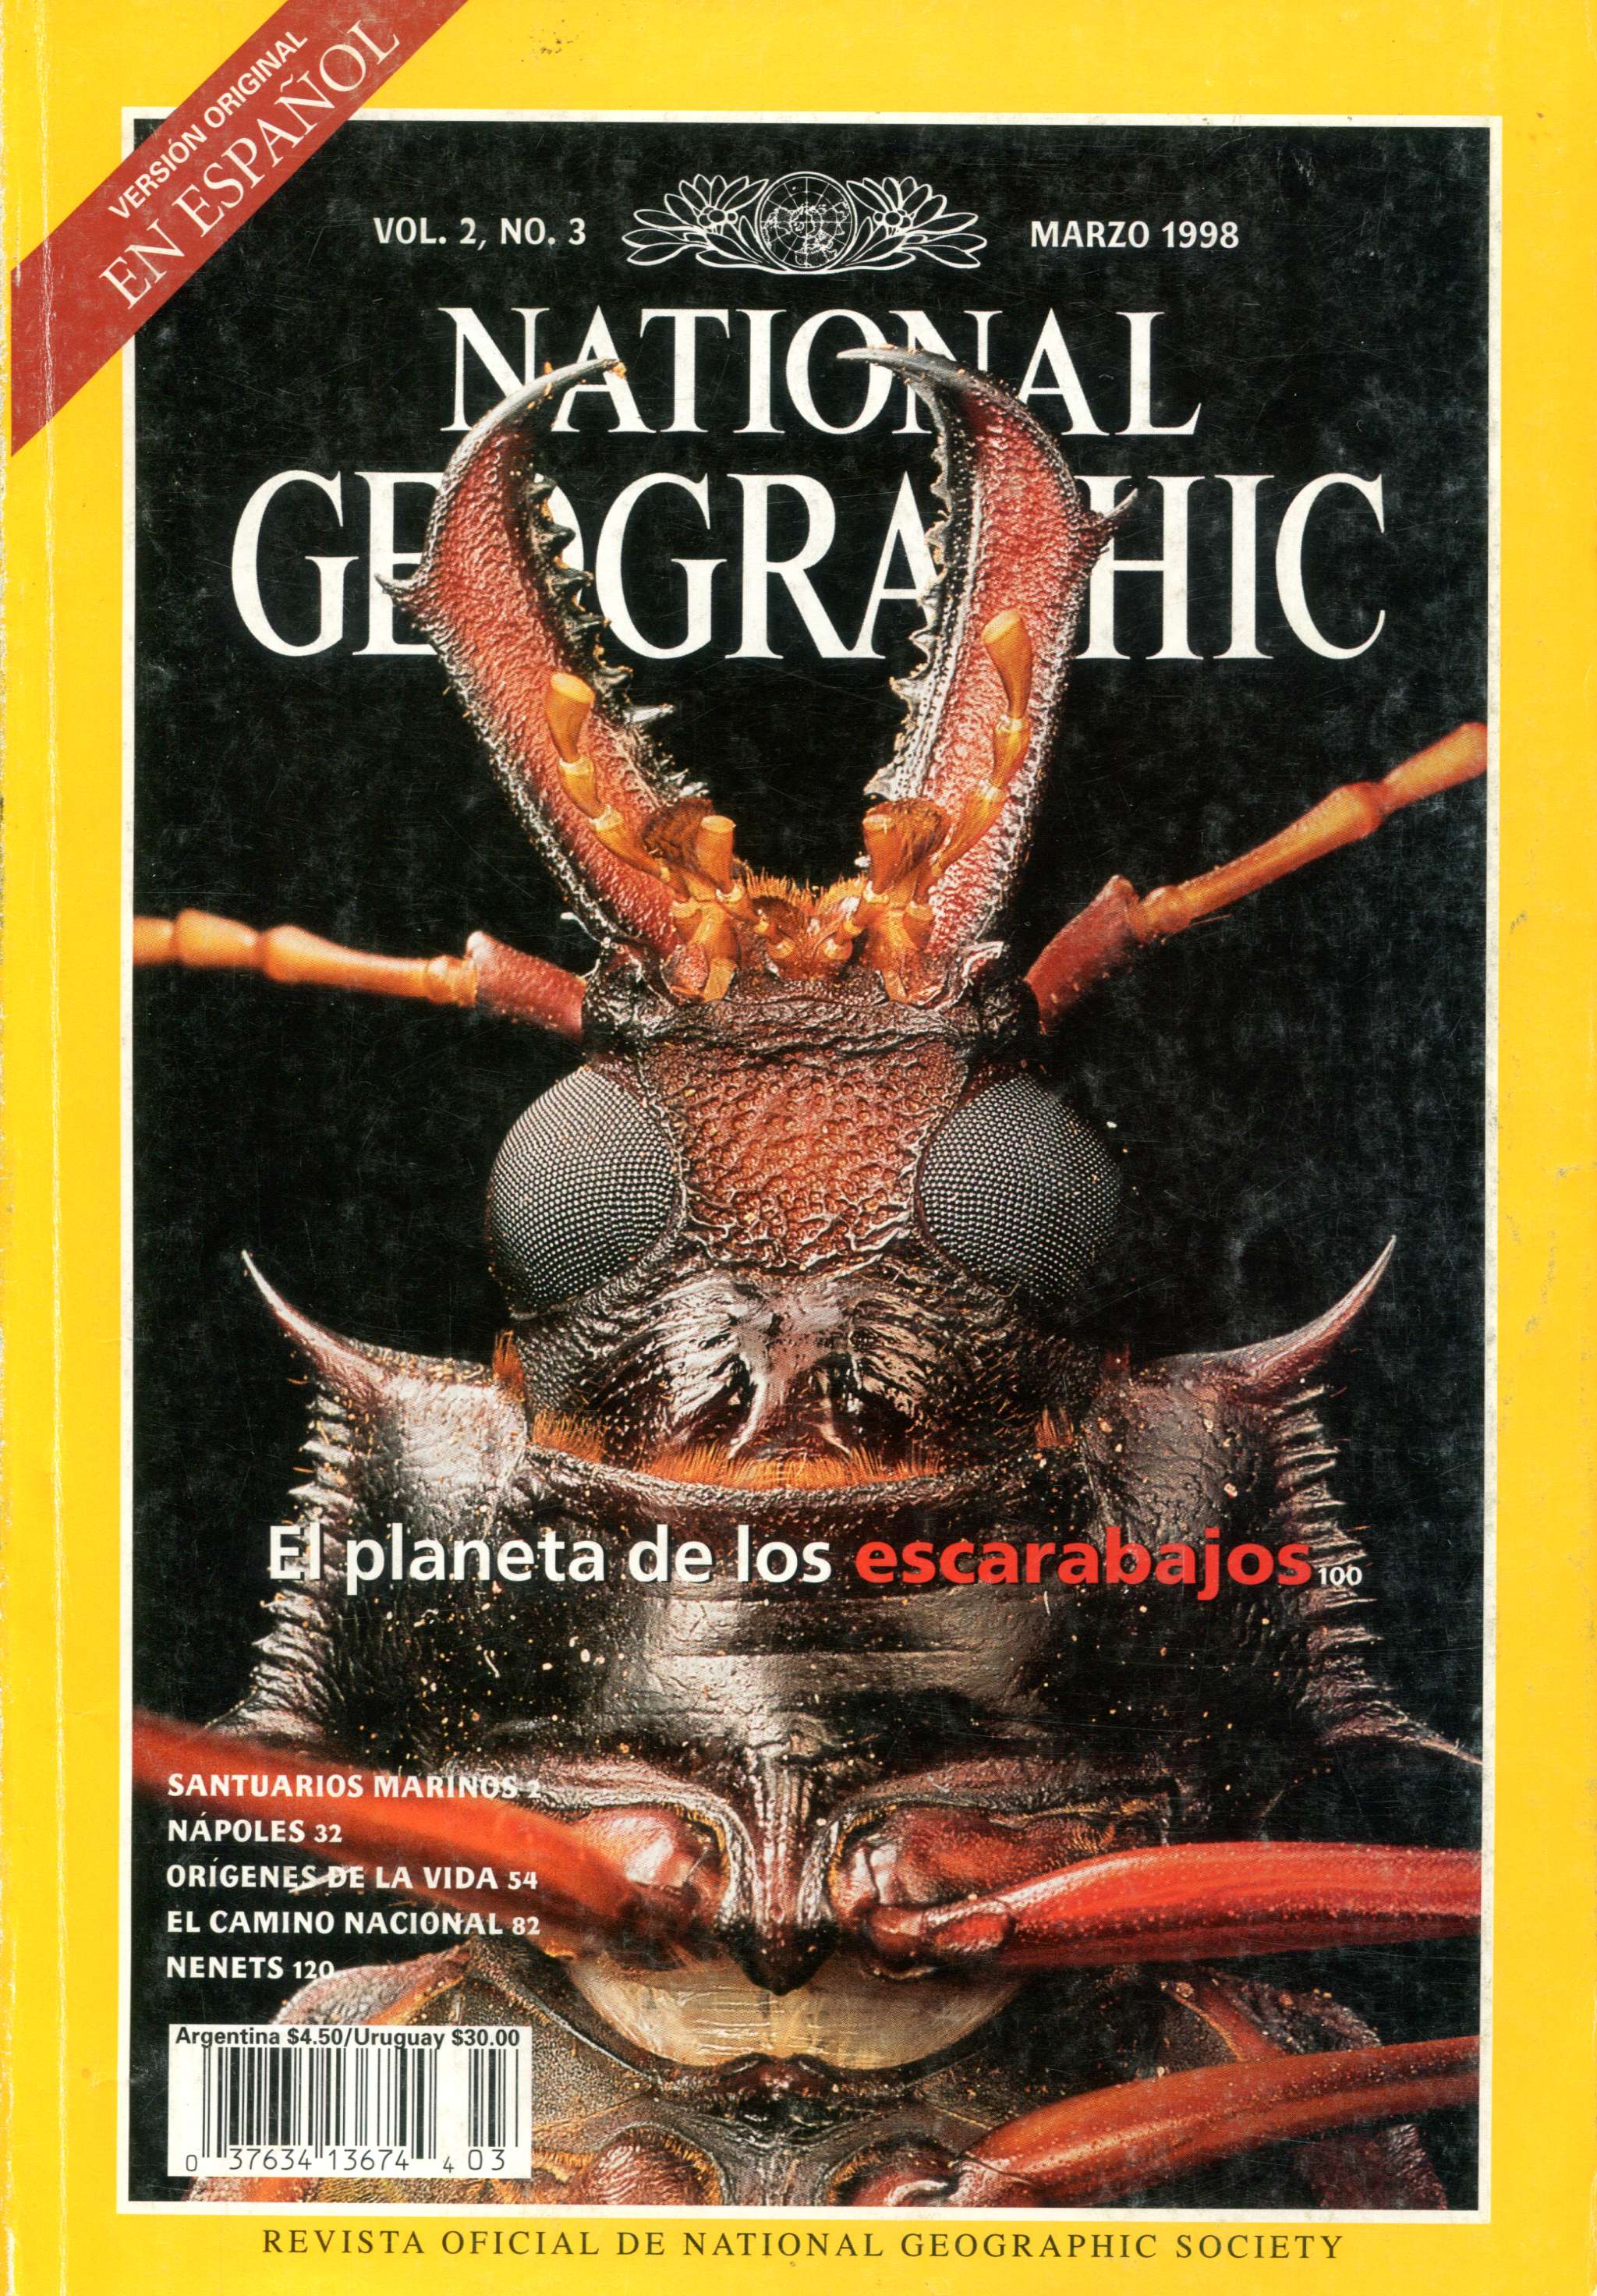 VERSIÓN ORIGINAL
EN ESPAÑOL
VOL. 2, NO. 3
MARZO 1998
NATIONAL
GEOGRAPHIC
El planeta de los escarabajos 100
SANTUARIOS MARINOS 2
NÁPOLES 32
ORÍGENES DE LA VIDA 54
EL CAMINO NACIONAL 82
NENETS 120
Argentina $4.50/Uruguay $30.00
0 37634 13674 4 03
REVISTA OFICIAL DE NATIONAL GEOGRAPHIC SOCIETY